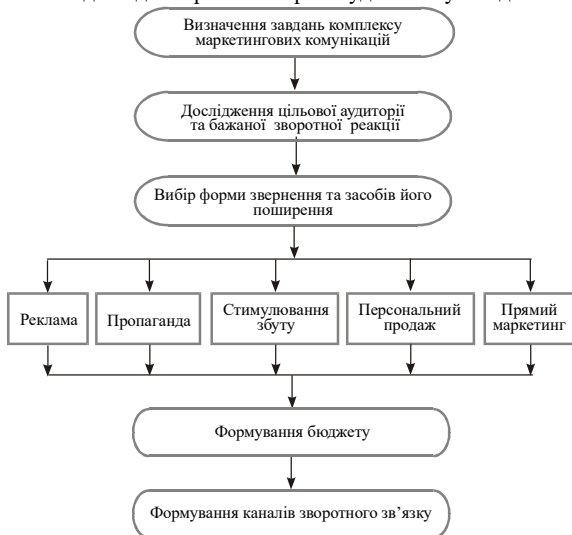 Визначення завдань комплексу
маркетингових комунікацій
Дослідження цільової аудиторії
та бажаної зворотної реакції
Вибір форми звернення та засобів його
поширення
Реклама
Пропаганда
Стимулювання
збуту
Персональний
продаж
Прямий
маркетинг
Формування бюджету
Формування каналів зворотного зв’язку